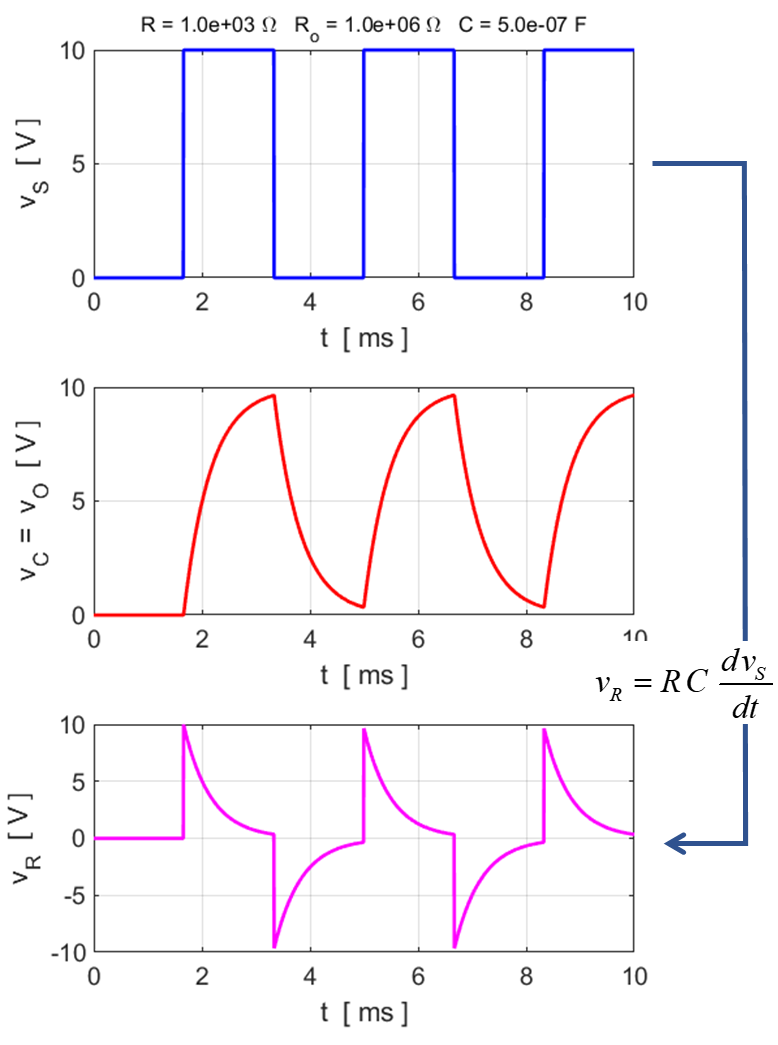 R = 1.0e+03 Ω   Rₒ = 1.0e+06 Ω   C = 5.0e-07 F
10
5
0
v_S [ V ]
0 2 4 6 8 10
t [ ms ]
10
5
0
v_C = v_O [ V ]
0 2 4 6 8 10
t [ ms ]
v_R = R C dv_S/dt
10
5
0
-5
-10
v_R [ V ]
0 2 4 6 8 10
t [ ms ]